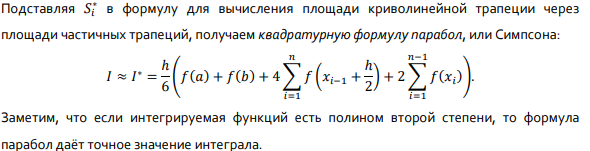 Подставляя S_i^* в формулу для вычисления площади криволинейной трапеции через
площади частичных трапеций, получаем квадратурную формулу парабол, или Симпсона:
I ≈ I^* = \frac{h}{6} \left( f(a) + f(b) + 4 \sum_{i=1}^{n} f \left( x_{i-1} + \frac{h}{2} \right) + 2 \sum_{i=1}^{n-1} f(x_i) \right).
Заметим, что если интегрируемая функций есть полином второй степени, то формула
парабол даёт точное значение интеграла.